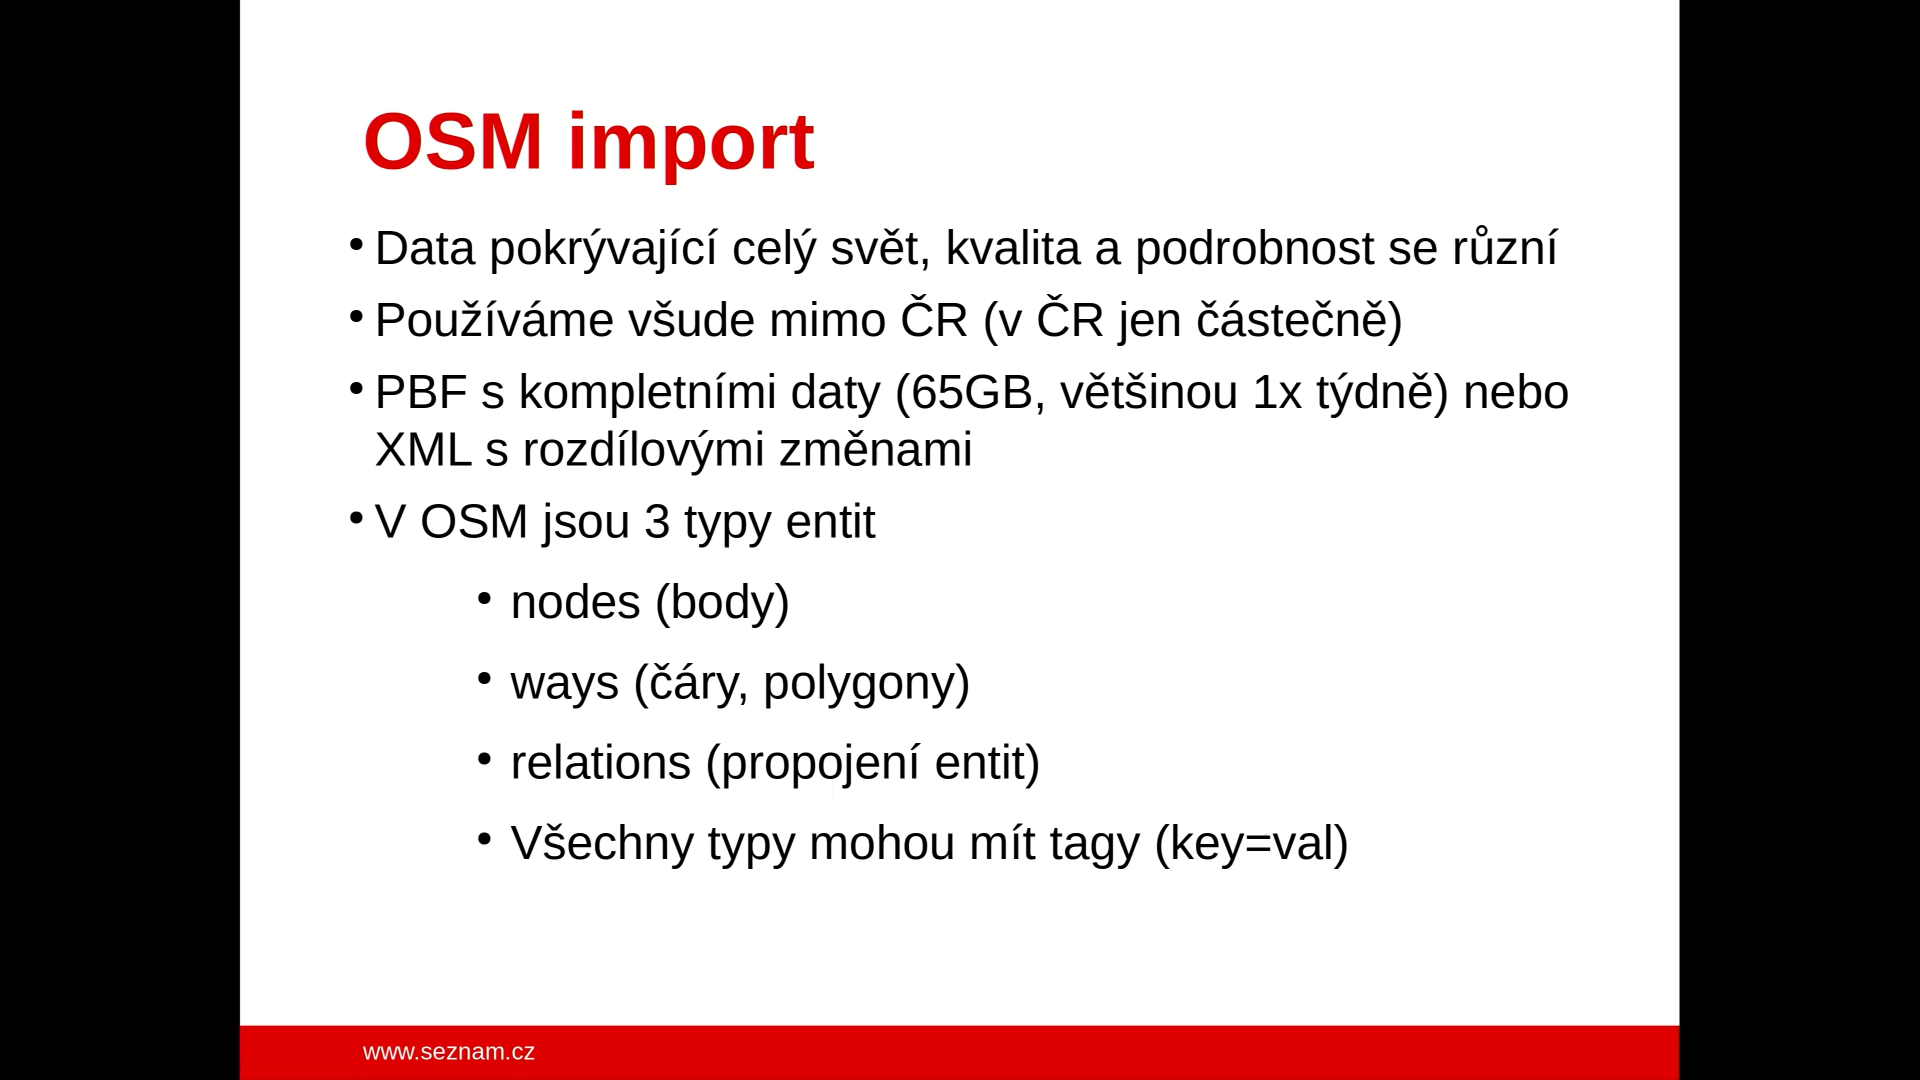 OSM import
• Data pokrývající celý svět, kvalita a podrobnost se různí
• Používáme všude mimo ČR (v ČR jen částečně)
• PBF s kompletními daty (65GB, většinou 1x týdně) nebo
XML s rozdílovými změnami
• V OSM jsou 3 typy entit
• nodes (body)
• ways (čáry, polygony)
• relations (propojení entit)
• Všechny typy mohou mít tagy (key=val)
www.seznam.cz